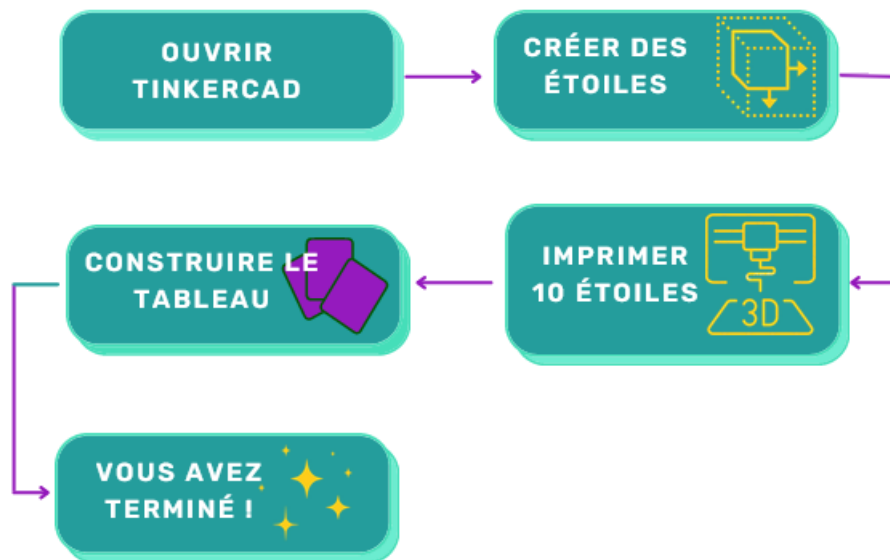 OUVRIR
TINKERCAD
CRÉER DES
ÉTOILES
IMPRIMER
10 ÉTOILES
3D
CONSTRUIRE LE
TABLEAU
VOUS AVEZ
TERMINÉ !